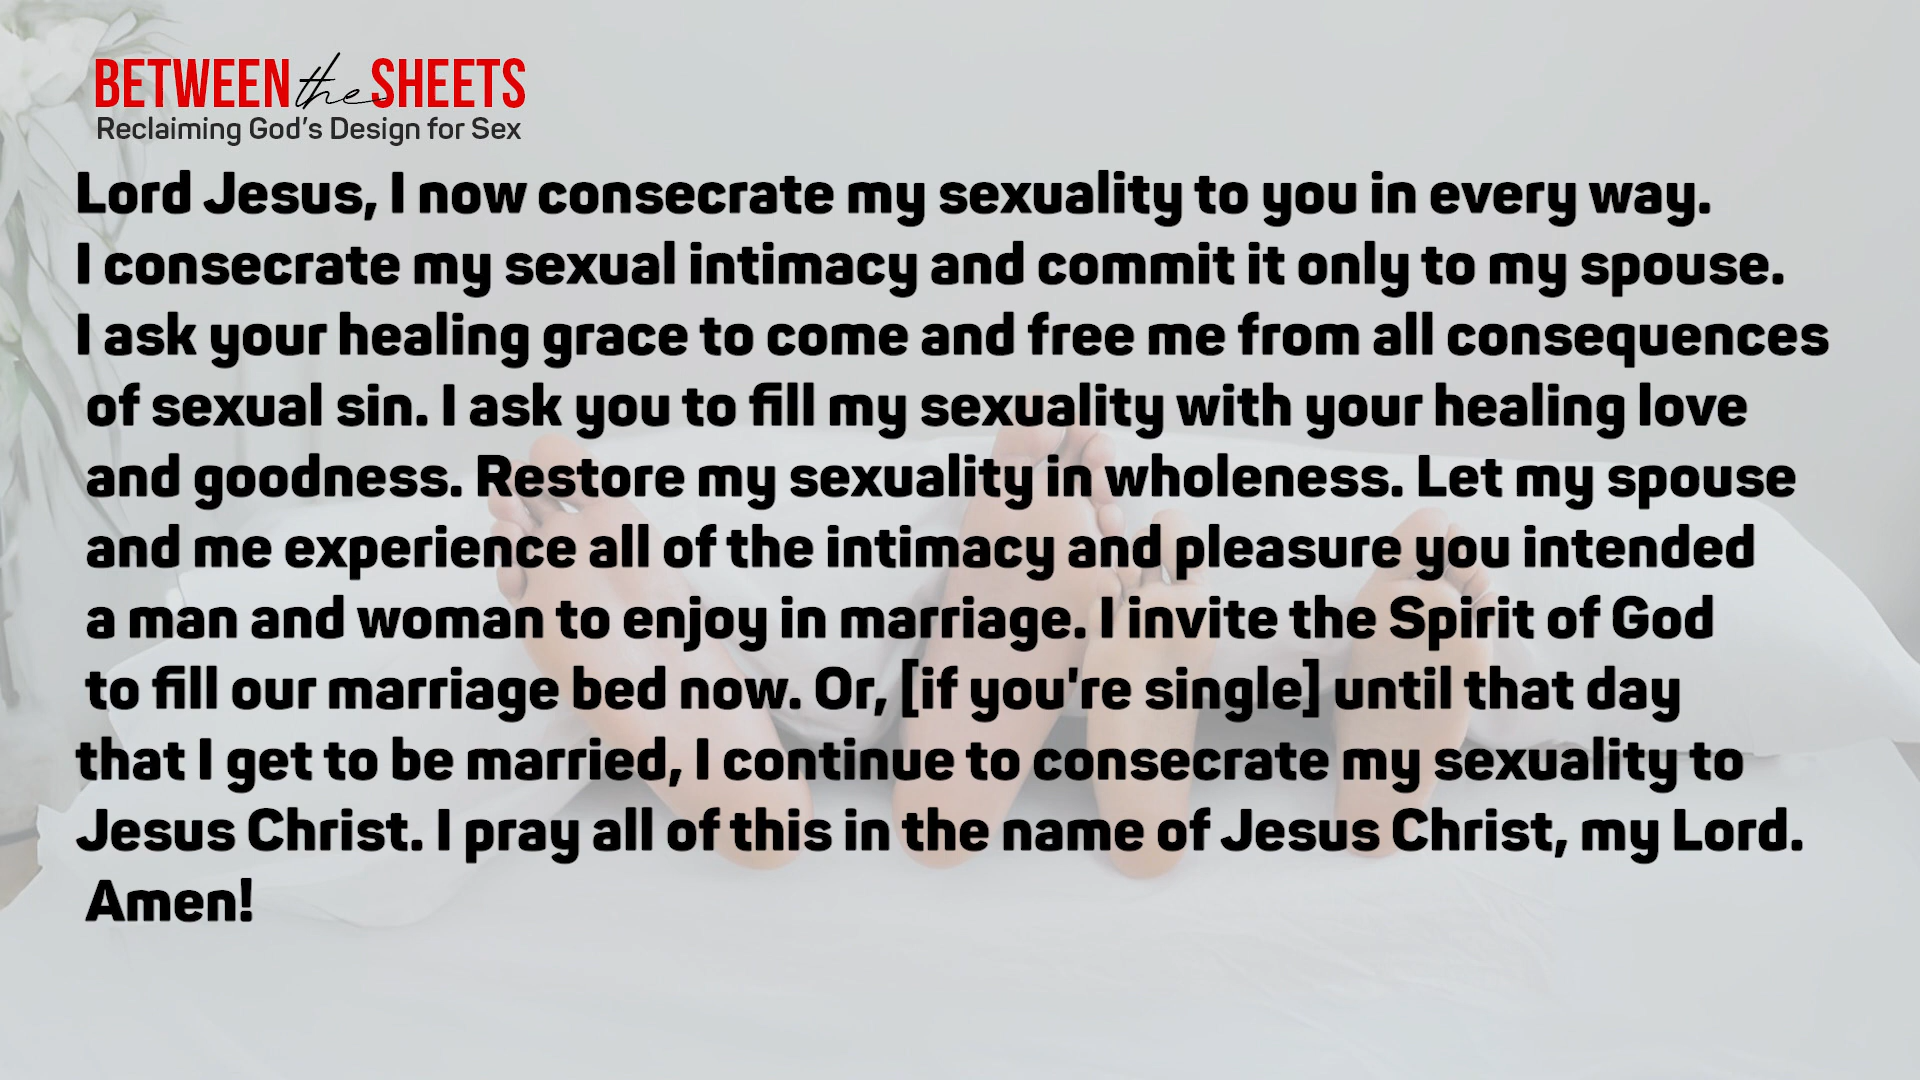 BETWEEN the SHEETS
Reclaiming God's Design for Sex
Lord Jesus, I now consecrate my sexuality to you in every way.
I consecrate my sexual intimacy and commit it only to my spouse.
I ask your healing grace to come and free me from all consequences
of sexual sin. I ask you to fill my sexuality with your healing love
and goodness. Restore my sexuality in wholeness. Let my spouse
and me experience all of the intimacy and pleasure you intended
a man and woman to enjoy in marriage. I invite the Spirit of God
to fill our marriage bed now. Or, [if you're single] until that day
that I get to be married, I continue to consecrate my sexuality to
Jesus Christ. I pray all of this in the name of Jesus Christ, my Lord.
Amen!